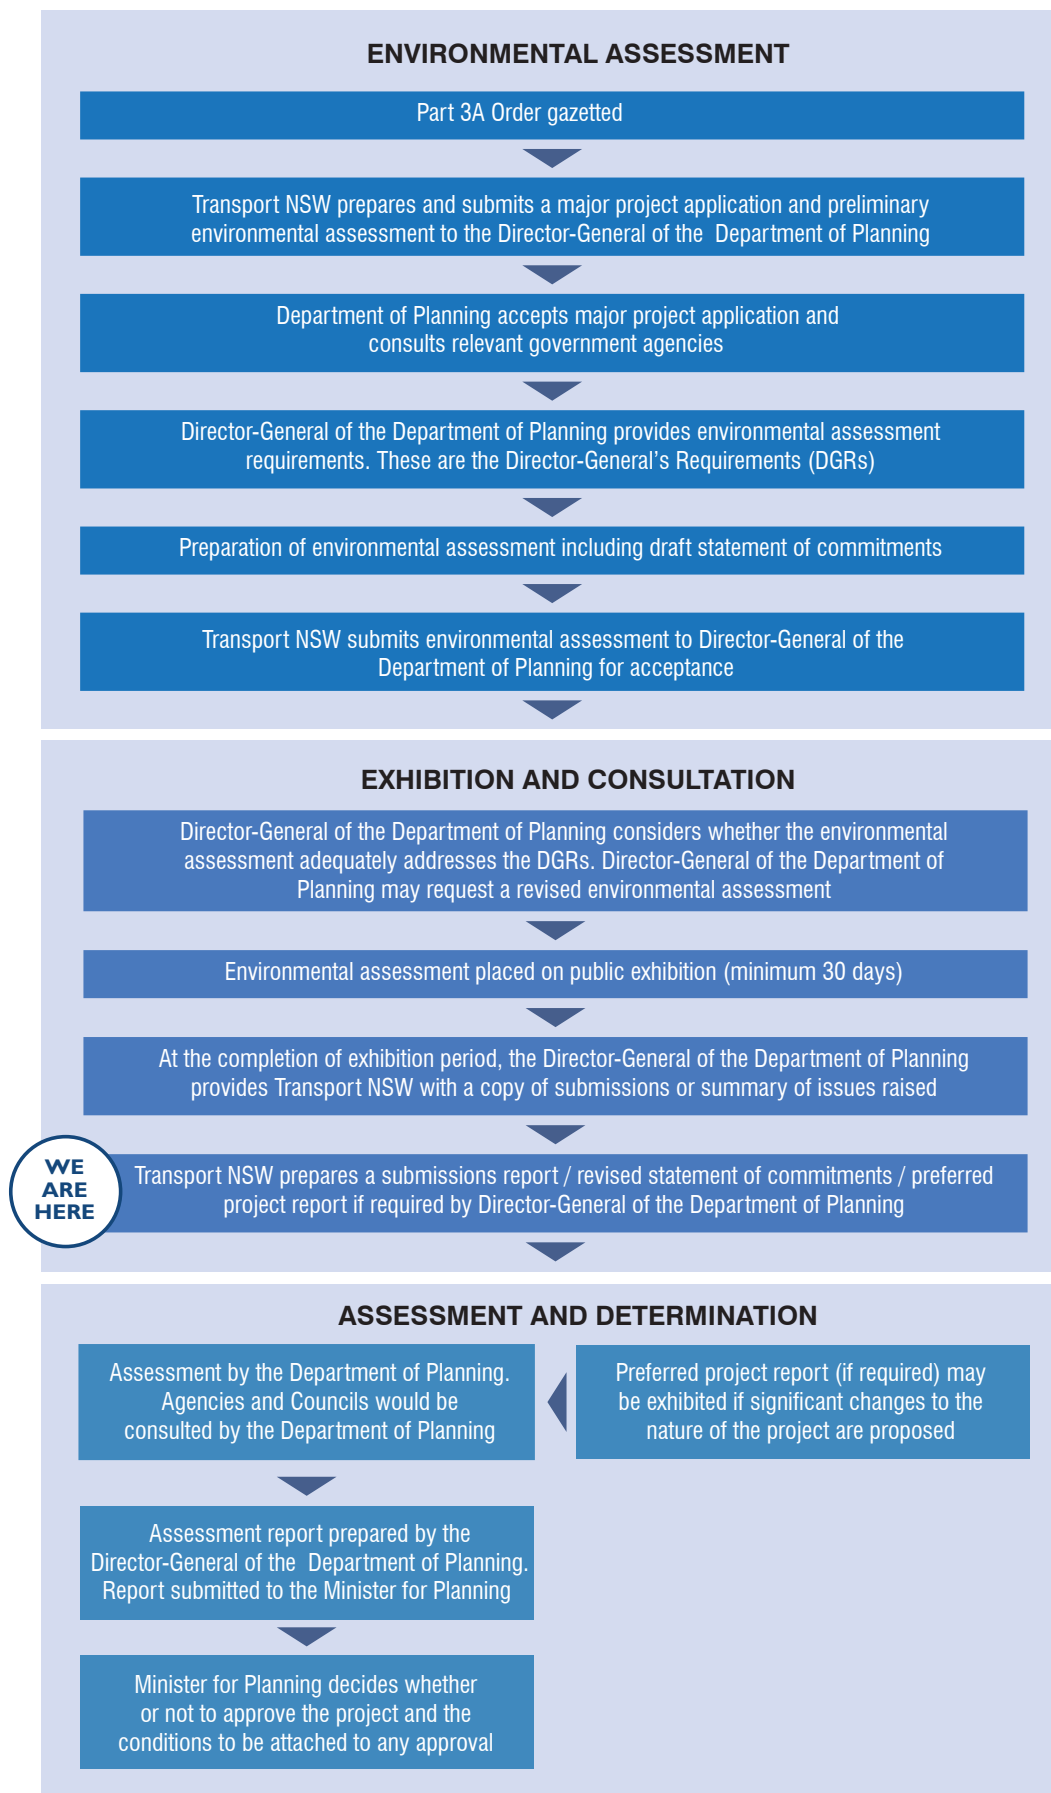 ENVIRONMENTAL ASSESSMENT
Part 3A Order gazetted
Transport NSW prepares and submits a major project application and preliminary
environmental assessment to the Director-General of the Department of Planning
Department of Planning accepts major project application and
consults relevant government agencies
Director-General of the Department of Planning provides environmental assessment
requirements. These are the Director-General's Requirements (DGRs)
Preparation of environmental assessment including draft statement of commitments
Transport NSW submits environmental assessment to Director-General of the
Department of Planning for acceptance
EXHIBITION AND CONSULTATION
Director-General of the Department of Planning considers whether the environmental
assessment adequately addresses the DGRs. Director-General of the Department of
Planning may request a revised environmental assessment
Environmental assessment placed on public exhibition (minimum 30 days)
At the completion of exhibition period, the Director-General of the Department of Planning
provides Transport NSW with a copy of submissions or summary of issues raised
WE
ARE
HERE
Transport NSW prepares a submissions report / revised statement of commitments / preferred
project report if required by Director-General of the Department of Planning
ASSESSMENT AND DETERMINATION
Assessment by the Department of Planning.
Agencies and Councils would be
consulted by the Department of Planning
Preferred project report (if required) may
be exhibited if significant changes to the
nature of the project are proposed
Assessment report prepared by the
Director-General of the Department of Planning.
Report submitted to the Minister for Planning
Minister for Planning decides whether
or not to approve the project and the
conditions to be attached to any approval